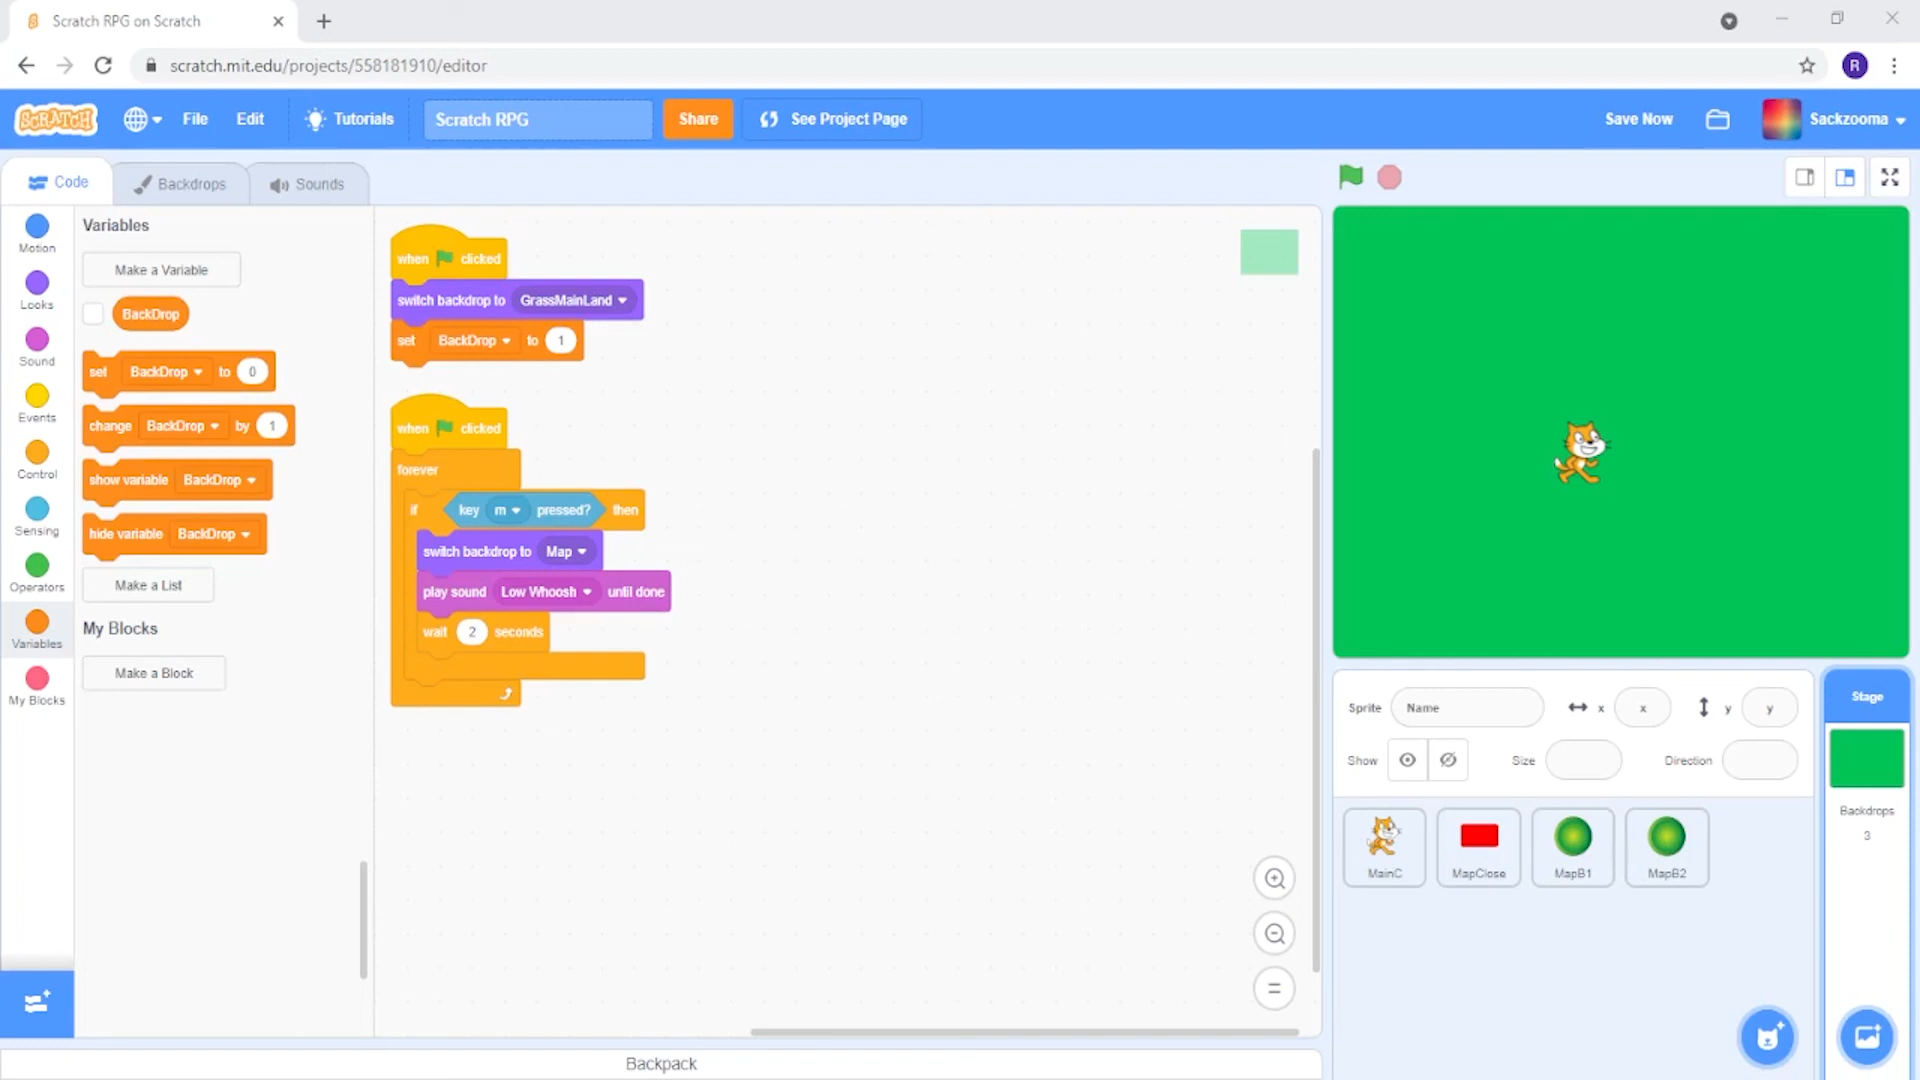 Scratch RPG on Scratch
scratch.mit.edu/projects/558181910/editor
R
SCRATCH
File
Edit
Tutorials
Scratch RPG
Share
See Project Page
Save Now
Sackzooma
Code
Backdrops
Sounds
Motion
Looks
Sound
Events
Control
Sensing
Operators
Variables
My Blocks
Variables
Make a Variable
BackDrop
set BackDrop to 0
change BackDrop by 1
show variable BackDrop
hide variable BackDrop
Make a List
My Blocks
Make a Block
when clicked
switch backdrop to GrassMainLand
set BackDrop to 1
when clicked
forever
if key m pressed? then
switch backdrop to Map
play sound Low Whoosh until done
wait 2 seconds
Backpack
Sprite Name x x y y
Show Size Direction
MainC
MapClose
MapB1
MapB2
Stage
Backdrops
3